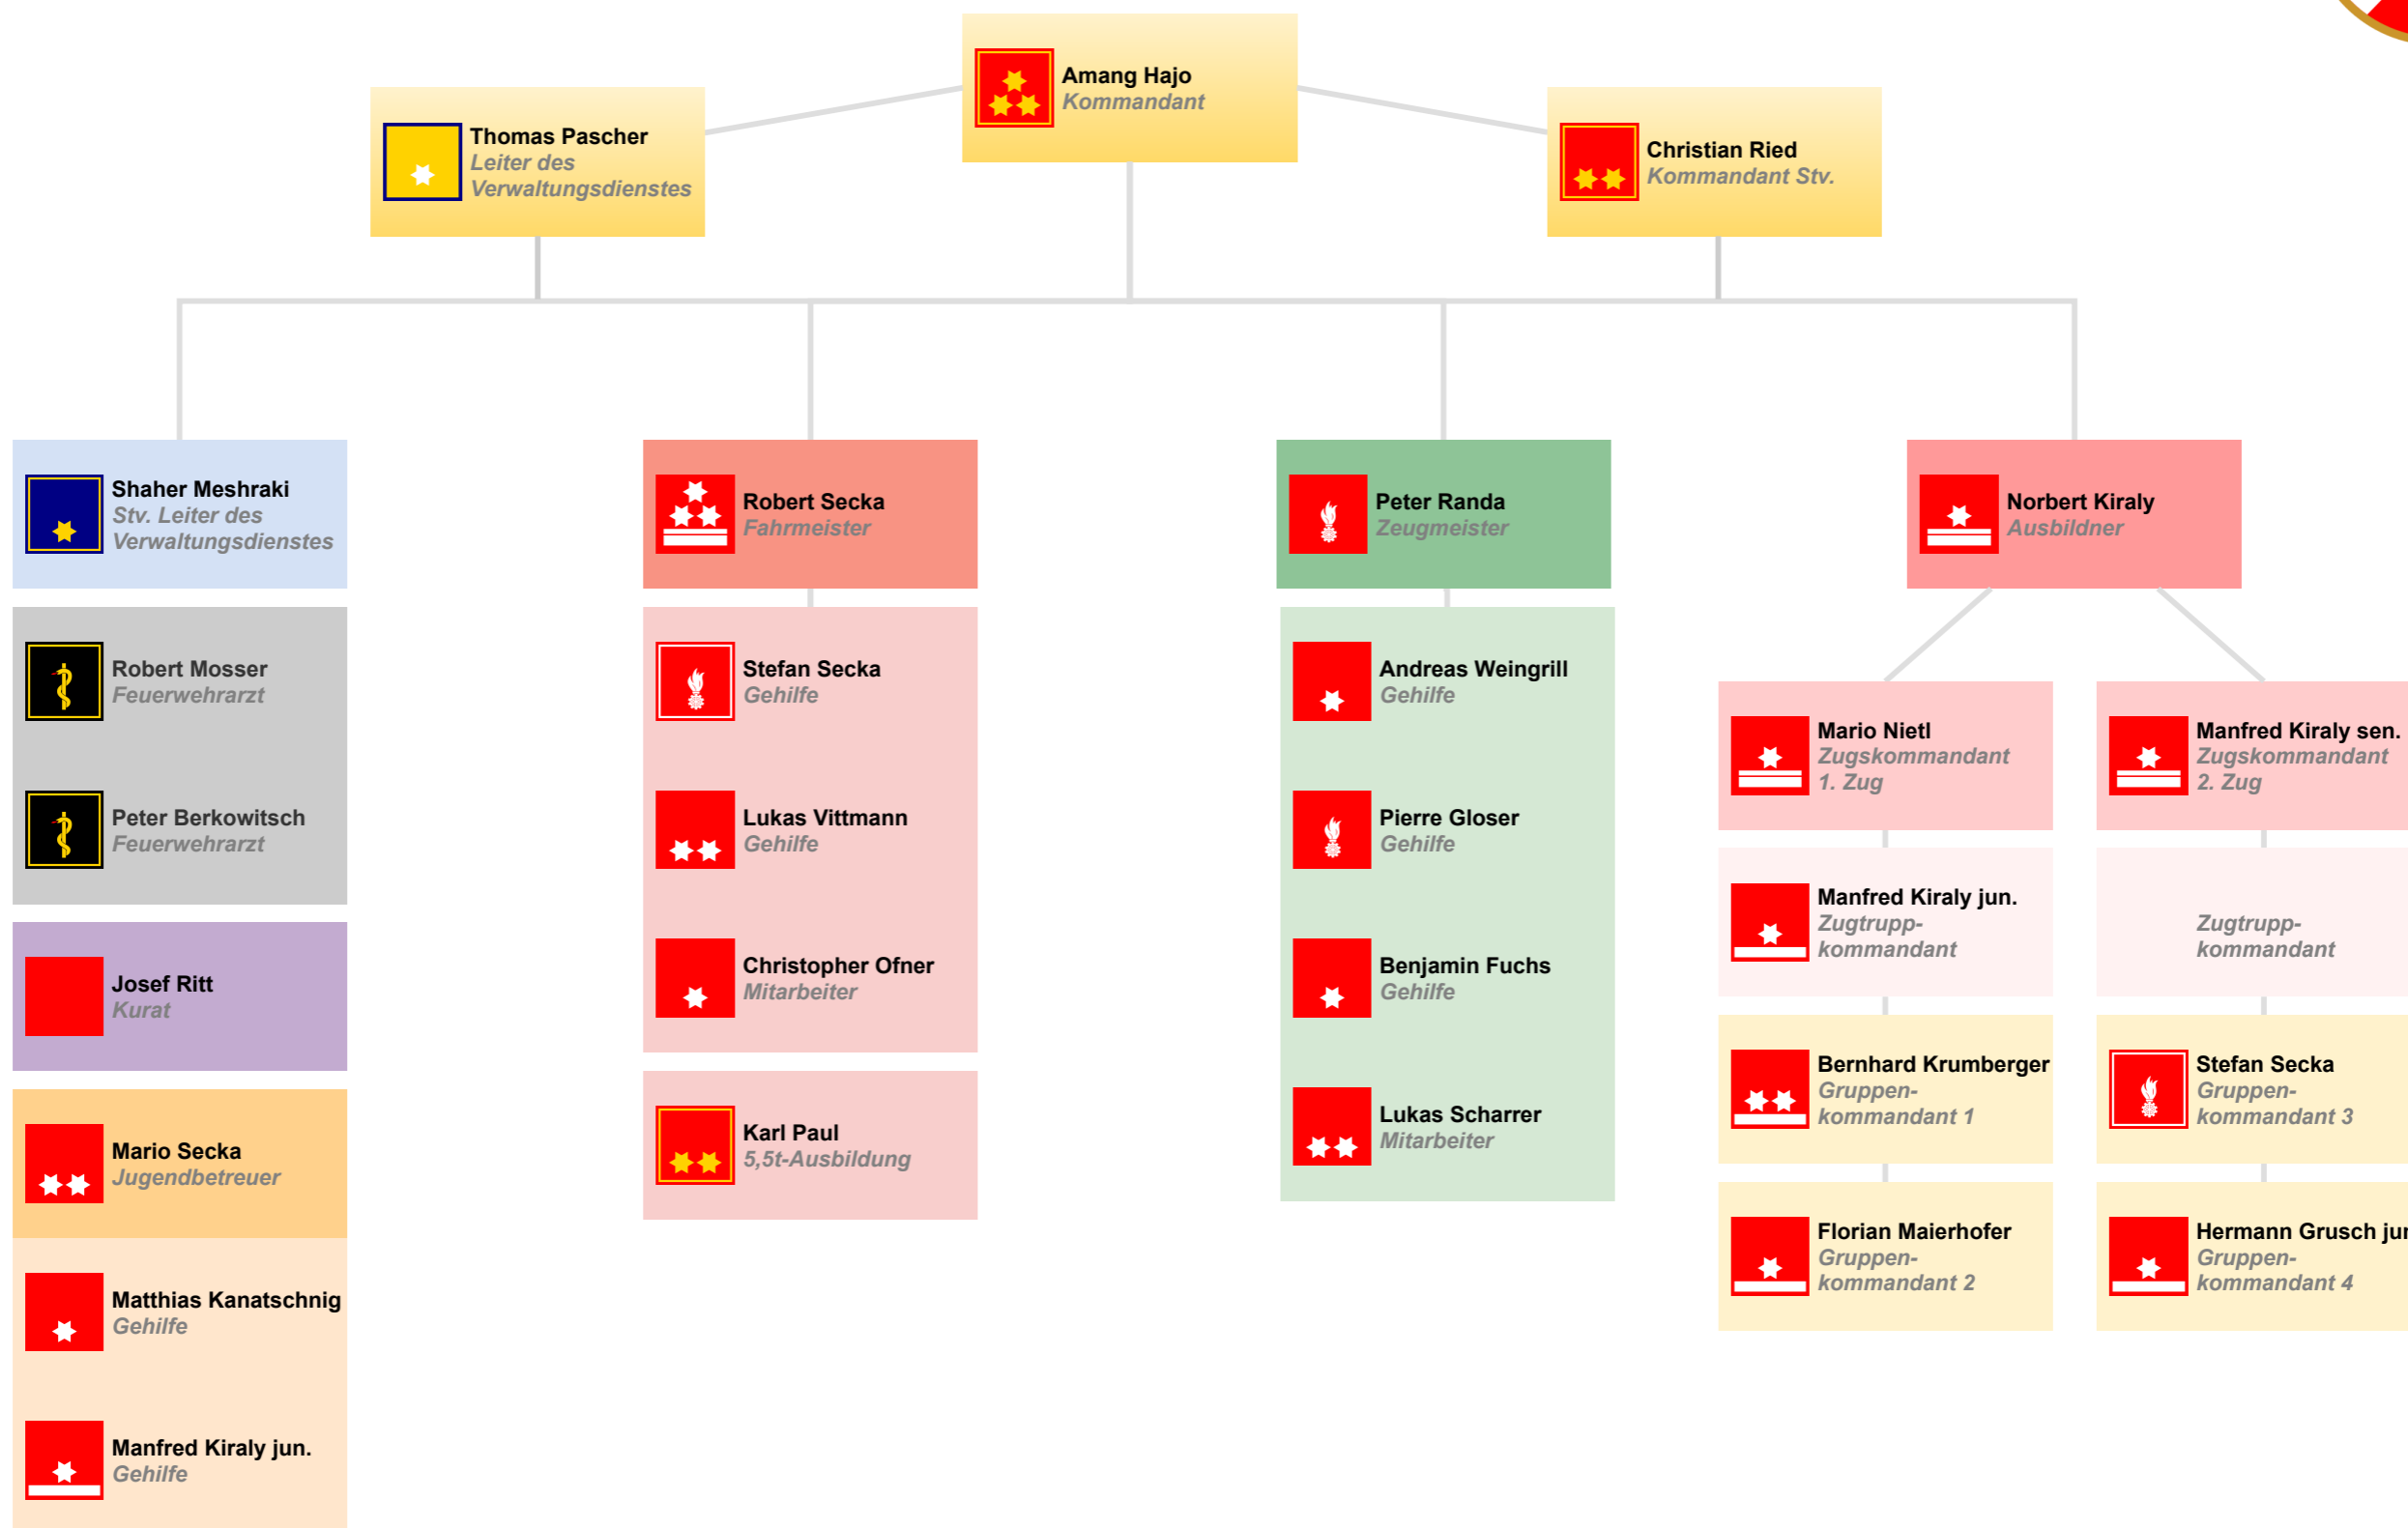 Amang Hajo
Kommandant
Thomas Pascher
Leiter des
Verwaltungsdienstes
Christian Ried
Kommandant Stv.
Shaher Meshraki
Stv. Leiter des
Verwaltungsdienstes
Robert Mosser
Feuerwehrarzt
Peter Berkowitsch
Feuerwehrarzt
Josef Ritt
Kurat
Mario Secka
Jugendbetreuer
Matthias Kanatschnig
Gehilfe
Manfred Kiraly jun.
Gehilfe
Robert Secka
Fahrmeister
Stefan Secka
Gehilfe
Lukas Vittmann
Gehilfe
Christopher Ofner
Mitarbeiter
Karl Paul
5,5t-Ausbildung
Peter Randa
Zeugmeister
Andreas Weingrill
Gehilfe
Pierre Gloser
Gehilfe
Benjamin Fuchs
Gehilfe
Lukas Scharrer
Mitarbeiter
Norbert Kiraly
Ausbildner
Mario Nietl
Zugskommandant
1. Zug
Manfred Kiraly jun.
Zugtrupp-
kommandant
Bernhard Krumberger
Gruppen-
kommandant 1
Florian Maierhofer
Gruppen-
kommandant 2
Manfred Kiraly sen.
Zugskommandant
2. Zug
Zugtrupp-
kommandant
Stefan Secka
Gruppen-
kommandant 3
Hermann Grusch
Gruppen-
kommandant 4